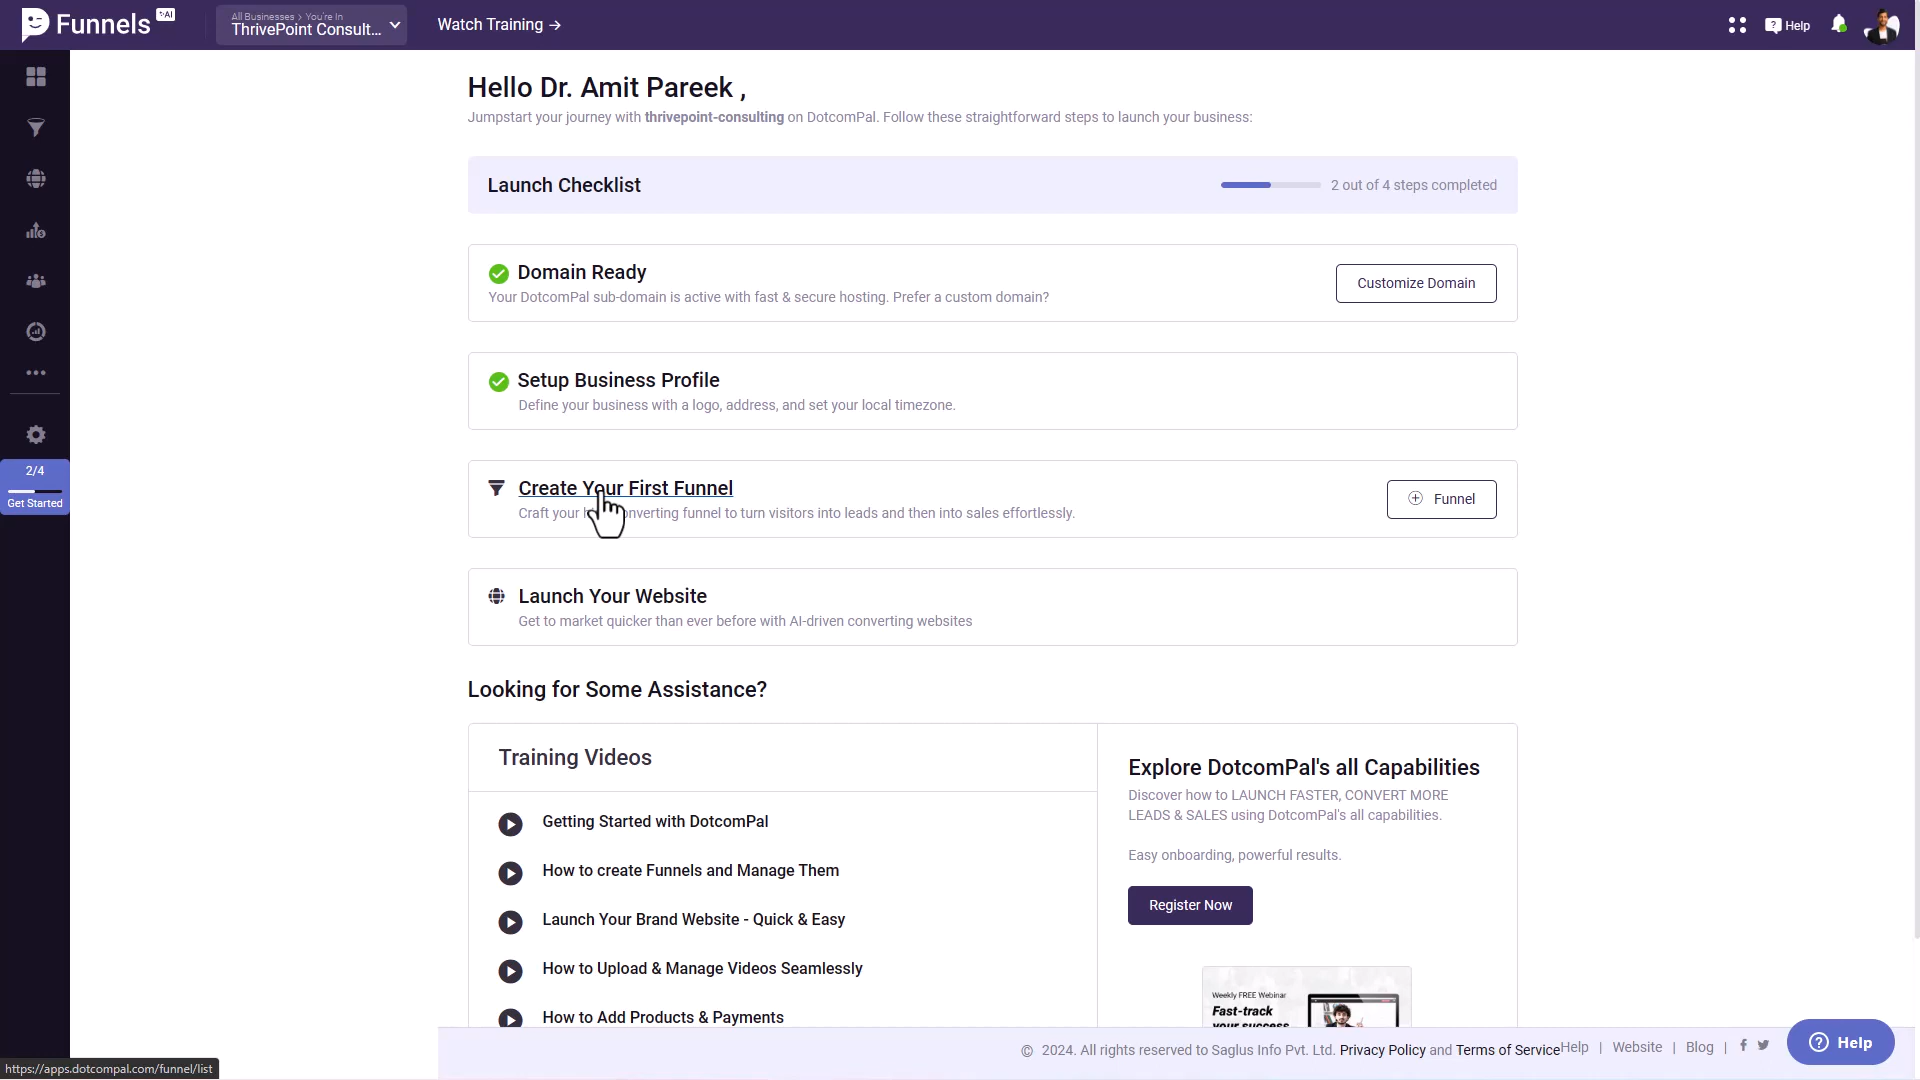 Funnels AI
All Businesses > You're In
ThrivePoint Consult...
Watch Training →
Help
Hello Dr. Amit Pareek ,
Jumpstart your journey with thrivepoint-consulting on DotcomPal. Follow these straightforward steps to launch your business:
Launch Checklist
2 out of 4 steps completed
Domain Ready
Your DotcomPal sub-domain is active with fast & secure hosting. Prefer a custom domain?
Customize Domain
Setup Business Profile
Define your business with a logo, address, and set your local timezone.
2/4
Get Started
Create Your First Funnel
Craft your converting funnel to turn visitors into leads and then into sales effortlessly.
Funnel
Launch Your Website
Get to market quicker than ever before with AI-driven converting websites
Looking for Some Assistance?
Training Videos
Getting Started with DotcomPal
How to create Funnels and Manage Them
Launch Your Brand Website - Quick & Easy
How to Upload & Manage Videos Seamlessly
How to Add Products & Payments
Explore DotcomPal's all Capabilities
Discover how to LAUNCH FASTER, CONVERT MORE
LEADS & SALES using DotcomPal's all capabilities.
Easy onboarding, powerful results.
Register Now
Weekly FREE Webinar
Fast-track
your success
© 2024. All rights reserved to Saglus Info Pvt. Ltd. Privacy Policy and Terms of Service
Help | Website | Blog |
Help
https://apps.dotcompal.com/funnel/list